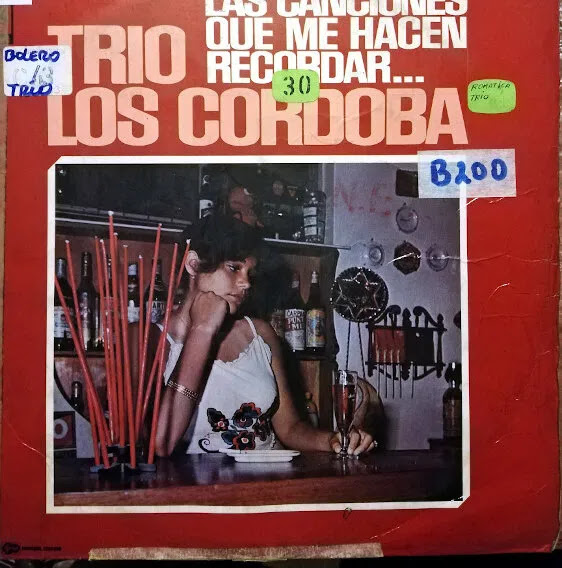 LAS CANCIONES
QUE ME HACEN
RECORDAR...
TRIO
LOS CORDOBA
BOLERO
TRIO
30
ROMANTICA
TRIO
B200